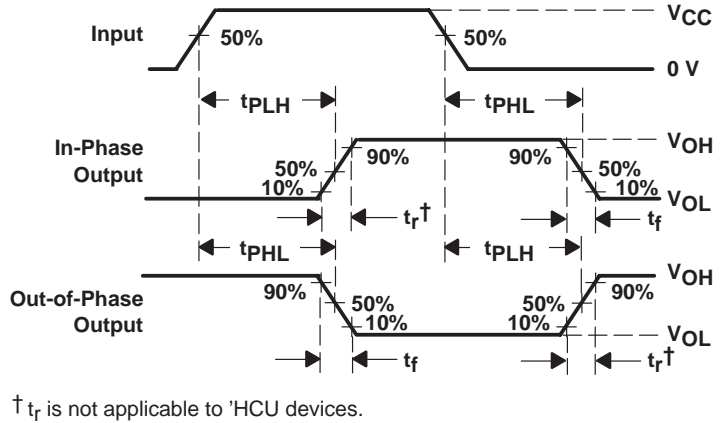 VCC
Input
50%
50%
0 V
tPLH
tPHL
In-Phase
Output
VOH
90%
90%
50%
50%
10%
10%
VOL
tr†
tf
tPHL
tPLH
Out-of-Phase
Output
VOH
90%
90%
50%
50%
10%
10%
VOL
tf
tr†
† tr is not applicable to ’HCU devices.